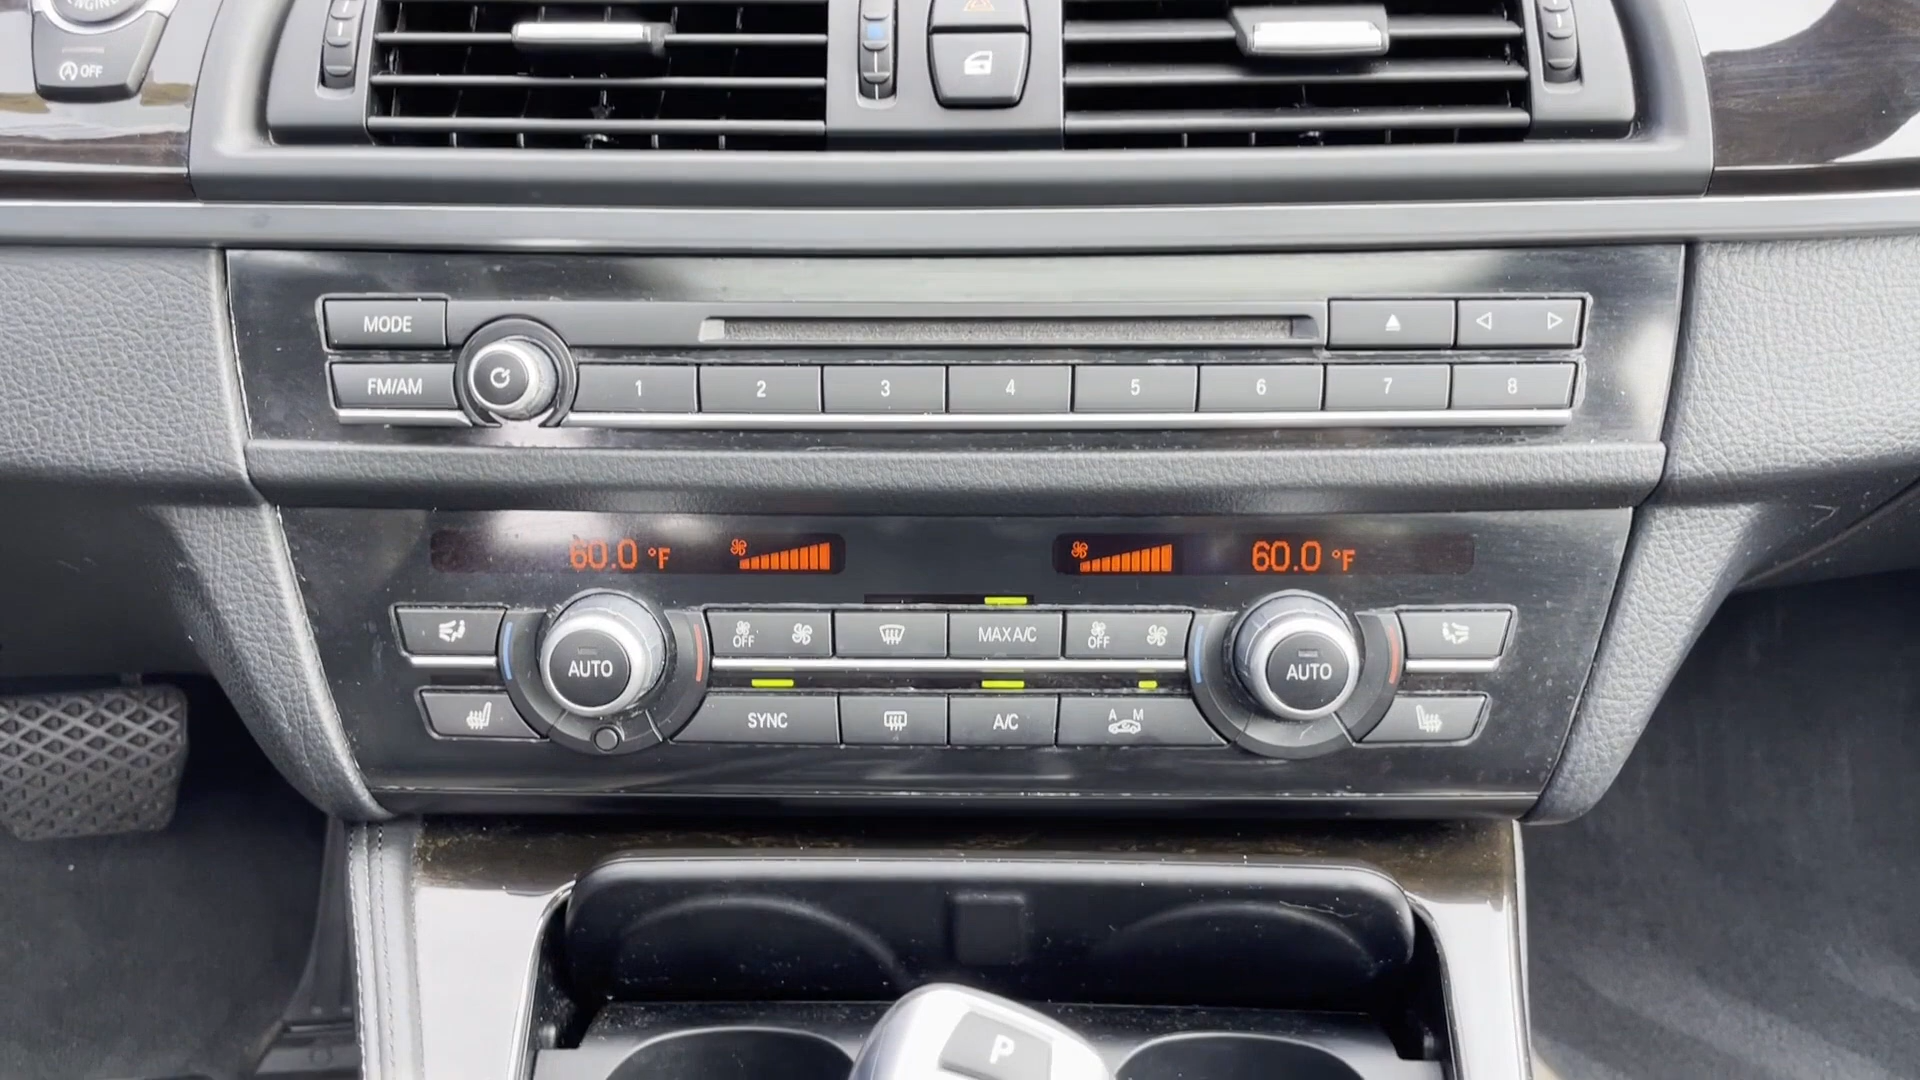 ENGINE
A OFF
MODE
FM/AM 1 2 3 4 5 6 7 8
60.0 °F 60.0 °F
OFF MAX A/C OFF
AUTO AUTO
SYNC A/C A M
P